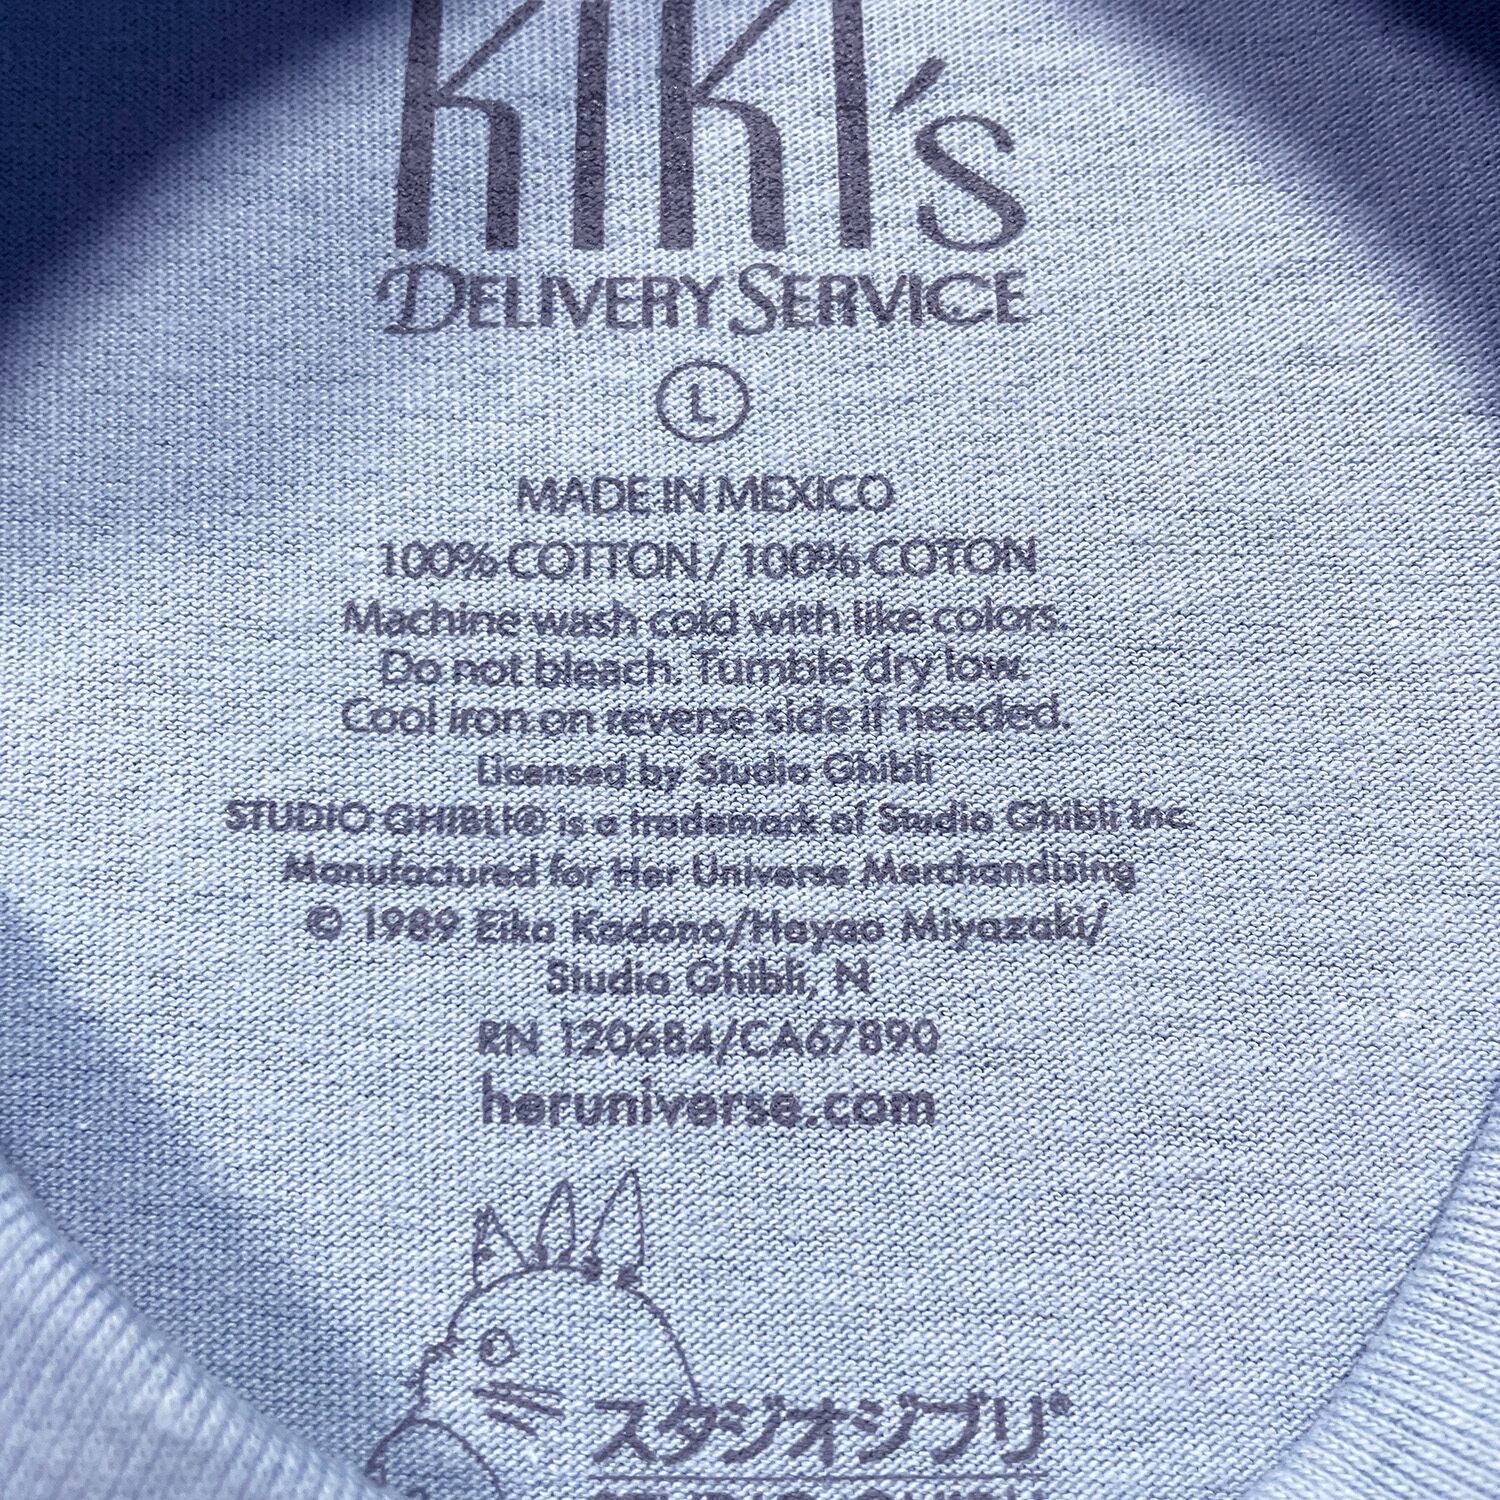 KIKI's
DELIVERY SERVICE
L
MADE IN MEXICO
100% COTTON / 100% COTON
Machine wash cold with like colors.
Do not bleach. Tumble dry low.
Cool iron on reverse side if needed.
Licensed by Studio Ghibli
STUDIO GHIBLI® is a trademark of Studio Ghibli Inc.
Manufactured for Her Universe Merchandising
© 1989 Eiko Kadono/Hayao Miyazaki/
Studio Ghibli, N
RN 120684/CA67890
heruniverse.com
スタジオジブリ®